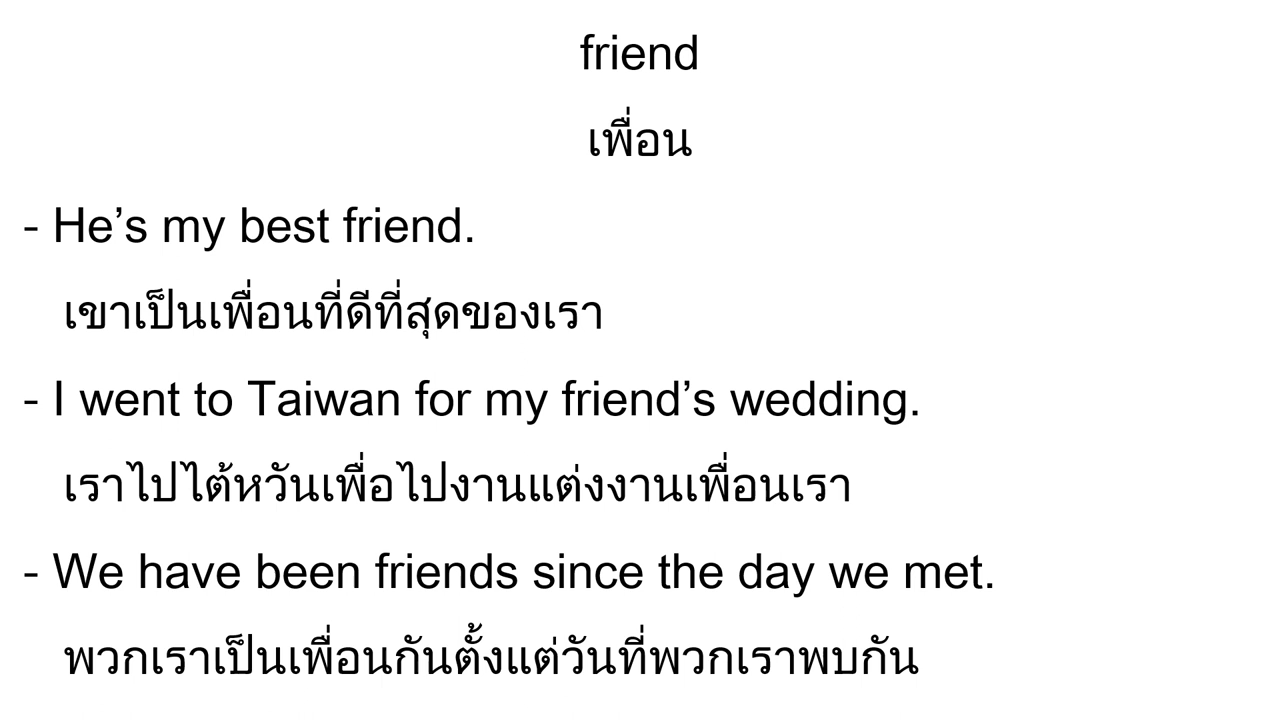 friend
เพื่อน
- He’s my best friend.
เขาเป็นเพื่อนที่ดีที่สุดของเรา
- I went to Taiwan for my friend’s wedding.
เราไปไต้หวันเพื่อไปงานแต่งงานเพื่อนเรา
- We have been friends since the day we met.
พวกเราเป็นเพื่อนกันตั้งแต่วันที่พวกเราพบกัน